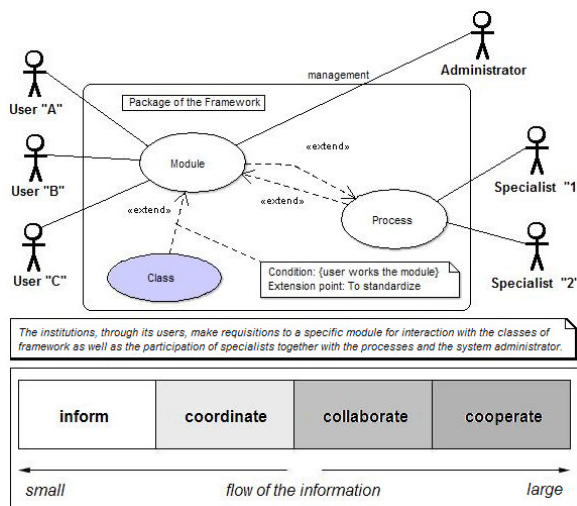 management
Administrator
User "A"
Package of the Framework
Module
«extend»
User "B"
Specialist "1"
«extend»
«extend»
Process
User "C"
Class
Condition: {user works the module}
Extension point: To standardize
Specialist "2"
The institutions, through its users, make requisitions to a specific module for interaction with the classes of
framework as well as the participation of specialists together with the processes and the system administrator.
inform coordinate collaborate cooperate
small flow of the information large